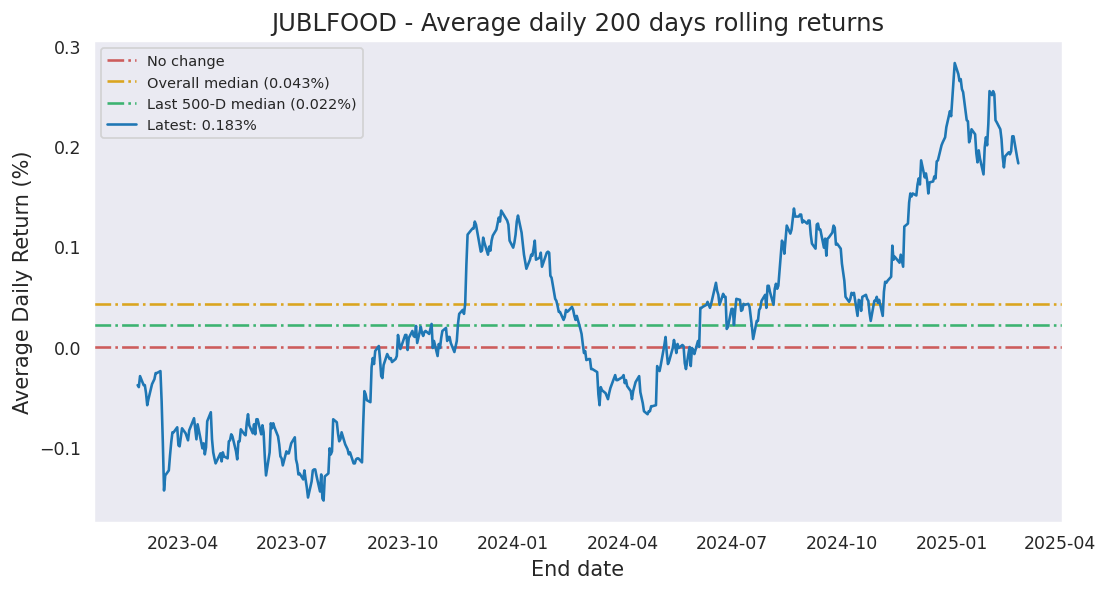 JUBLFOOD - Average daily 200 days rolling returns
0.3
0.2
0.1
0.0
−0.1
Average Daily Return (%)
No change
Overall median (0.043%)
Last 500-D median (0.022%)
Latest: 0.183%
2023-04 2023-07 2023-10 2024-01 2024-04 2024-07 2024-10 2025-01 2025-04
End date